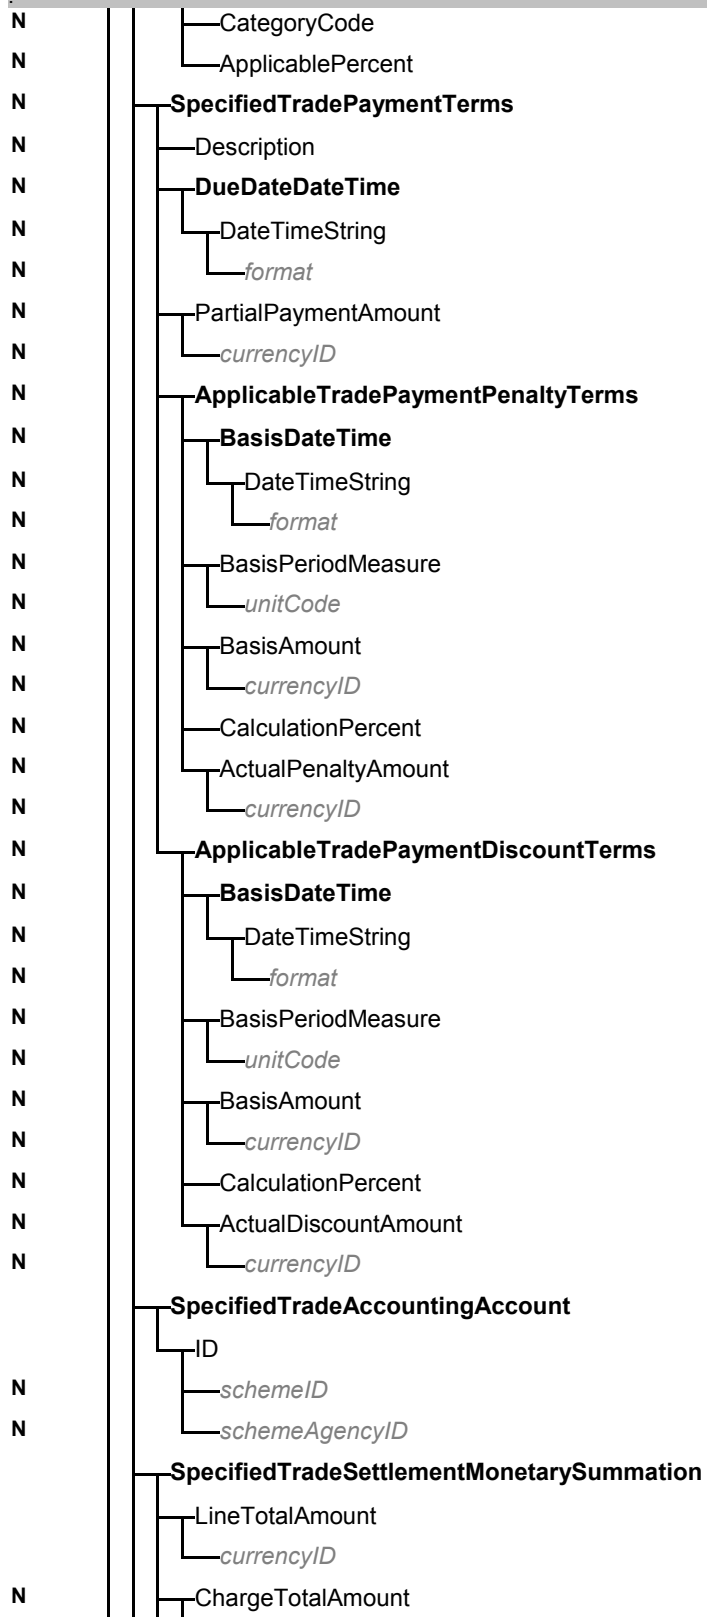 N CategoryCode
N ApplicablePercent
N SpecifiedTradePaymentTerms
N Description
N DueDateDateTime
N DateTimeString
N format
N PartialPaymentAmount
N currencyID
N ApplicableTradePaymentPenaltyTerms
N BasisDateTime
N DateTimeString
N format
N BasisPeriodMeasure
N unitCode
N BasisAmount
N currencyID
N CalculationPercent
N ActualPenaltyAmount
N currencyID
N ApplicableTradePaymentDiscountTerms
N BasisDateTime
N DateTimeString
N format
N BasisPeriodMeasure
N unitCode
N BasisAmount
N currencyID
N CalculationPercent
N ActualDiscountAmount
N currencyID
SpecifiedTradeAccountingAccount
ID
N schemeID
N schemeAgencyID
SpecifiedTradeSettlementMonetarySummation
LineTotalAmount
currencyID
N ChargeTotalAmount